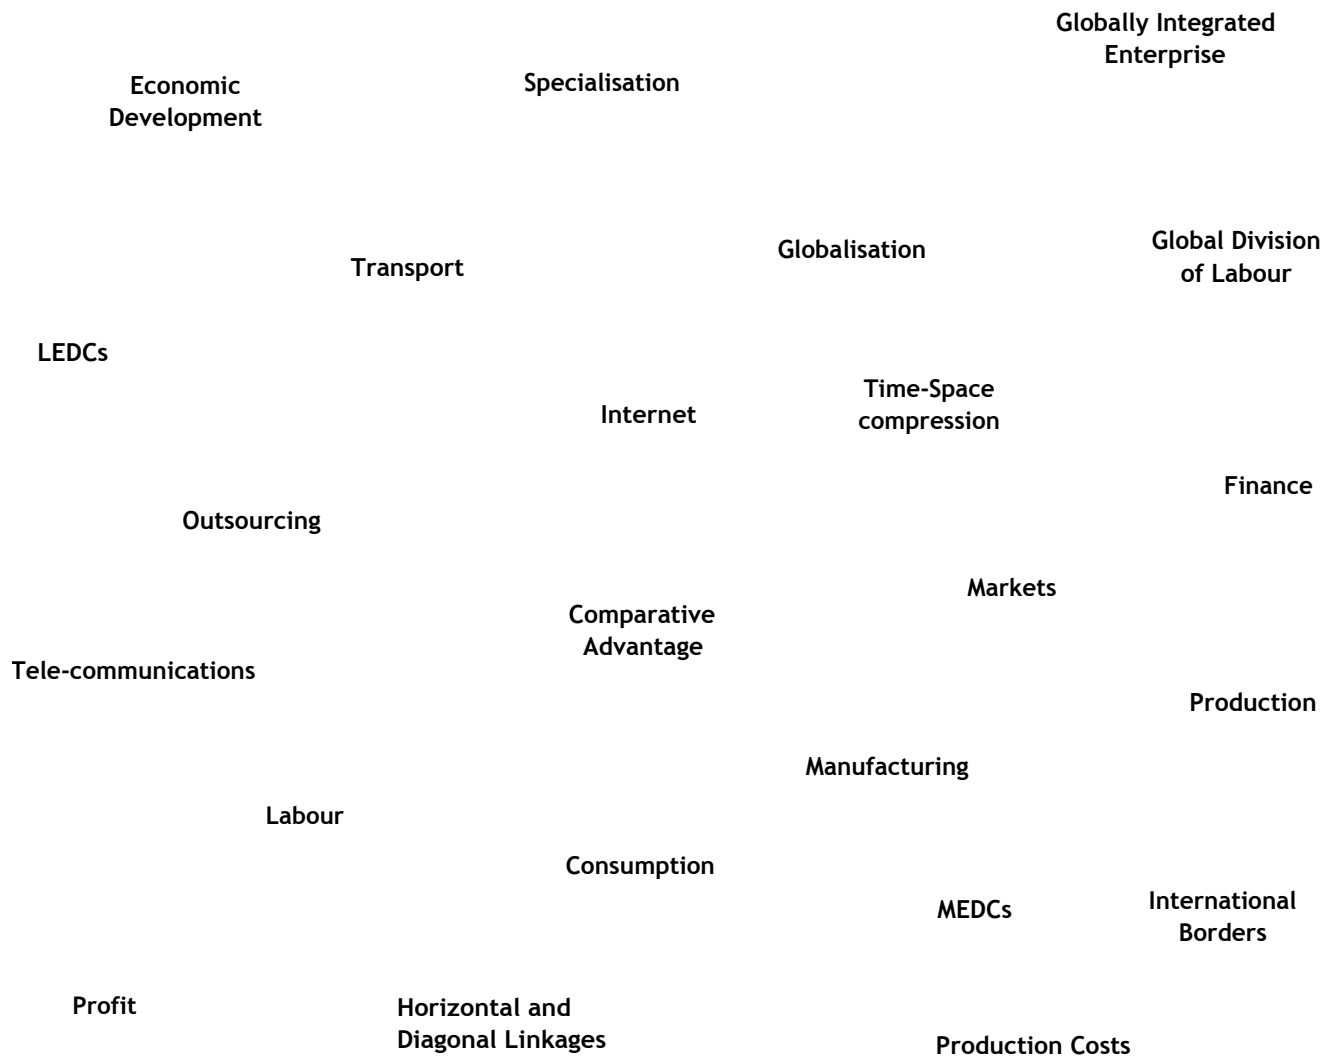 Globally Integrated
Enterprise
Economic
Development
Specialisation
Transport
Globalisation
Global Division
of Labour
LEDCs
Internet
Time-Space
compression
Finance
Outsourcing
Markets
Comparative
Advantage
Tele-communications
Production
Manufacturing
Labour
Consumption
MEDCs
International
Borders
Profit
Horizontal and
Diagonal Linkages
Production Costs